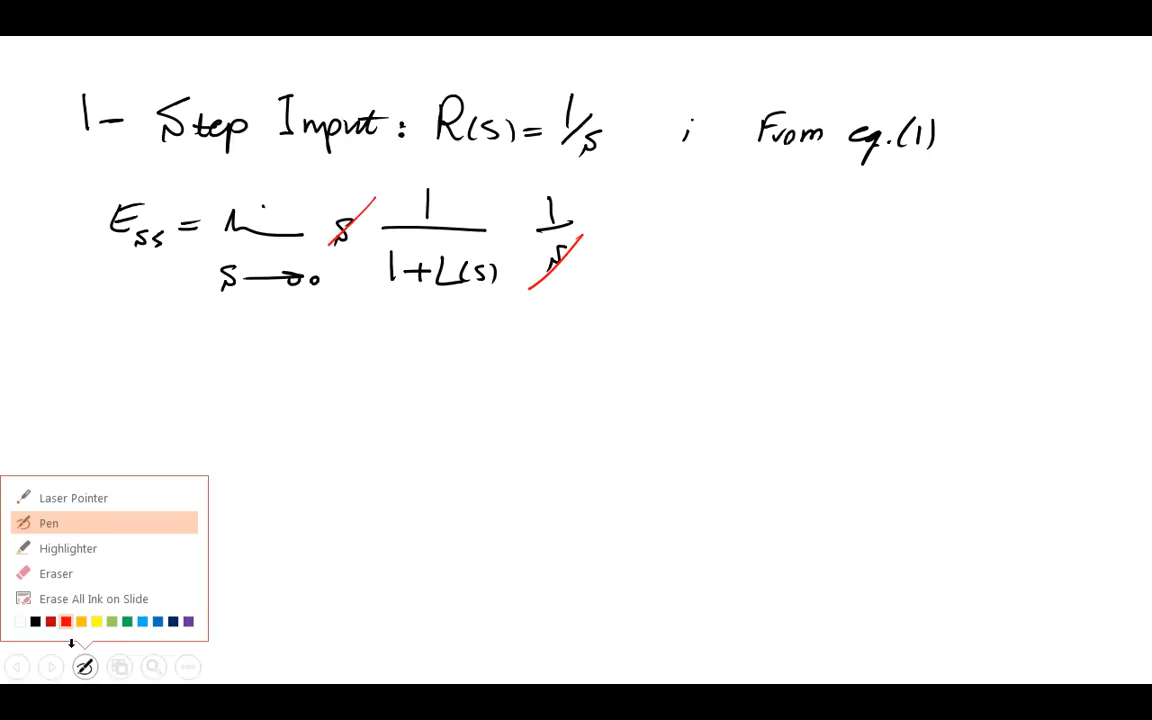 1- Step Input: R(s) = 1/s ; From eq.(1)
Ess = lim s 1 1
s→0 1+L(s) s
Laser Pointer
Pen
Highlighter
Eraser
Erase All Ink on Slide